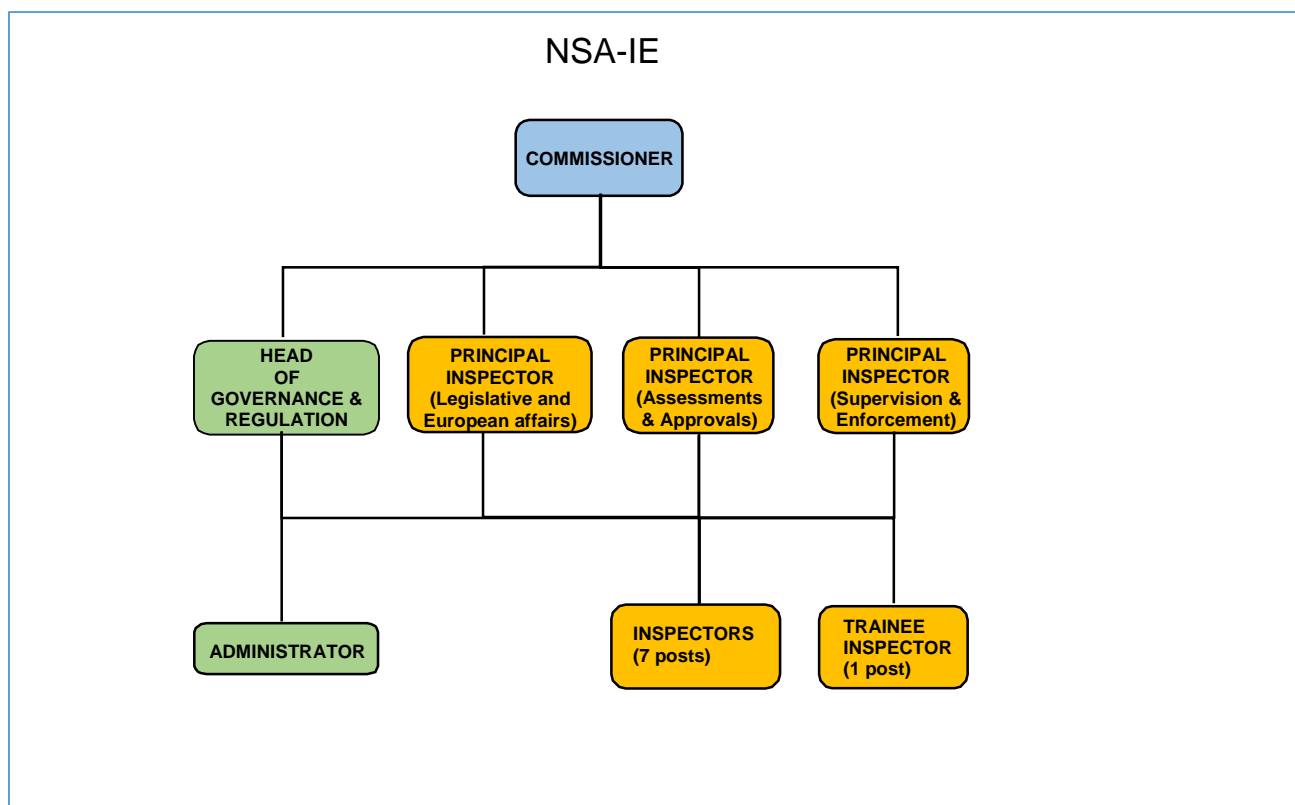 NSA-IE
COMMISSIONER
HEAD
OF
GOVERNANCE &
REGULATION
PRINCIPAL
INSPECTOR
(Legislative and
European affairs)
PRINCIPAL
INSPECTOR
(Assessments
& Approvals)
PRINCIPAL
INSPECTOR
(Supervision &
Enforcement)
ADMINISTRATOR
INSPECTORS
(7 posts)
TRAINEE
INSPECTOR
(1 post)